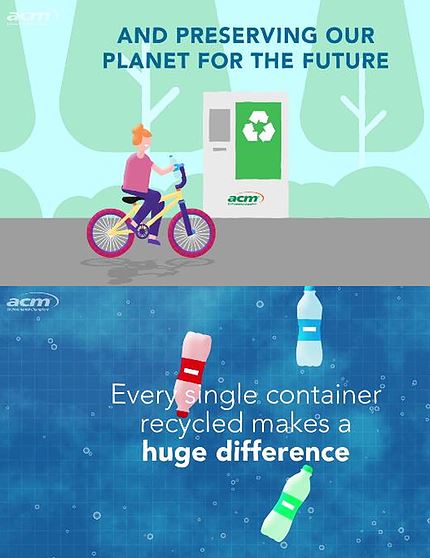 acm
AND PRESERVING OUR
PLANET FOR THE FUTURE
acm
acm
Every single container
recycled makes a
huge difference